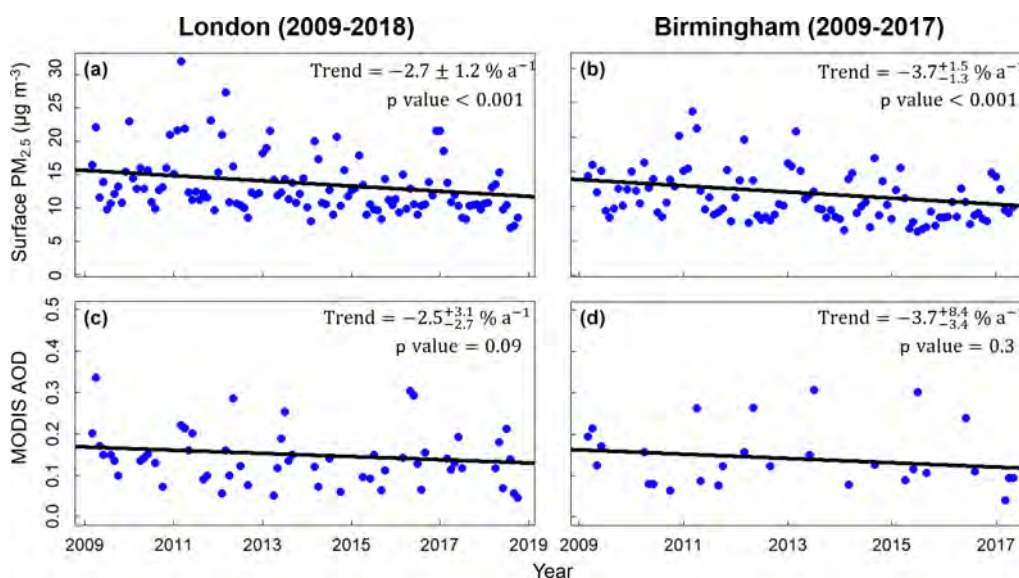 London (2009-2018)
Birmingham (2009-2017)
Surface PM2.5 (µg m−3)
30
25
20
15
10
5
0
(a)
Trend = −2.7 ± 1.2 % a−1
p value < 0.001
(b)
Trend = −3.7+1.5−1.3 % a−1
p value < 0.001
MODIS AOD
0.5
0.4
0.3
0.2
0.1
0.0
(c)
Trend = −2.5+3.1−2.7 % a−1
p value = 0.09
(d)
Trend = −3.7+8.4−3.4 % a−1
p value = 0.3
2009 2011 2013 2015 2017 2019
2009 2011 2013 2015 2017
Year